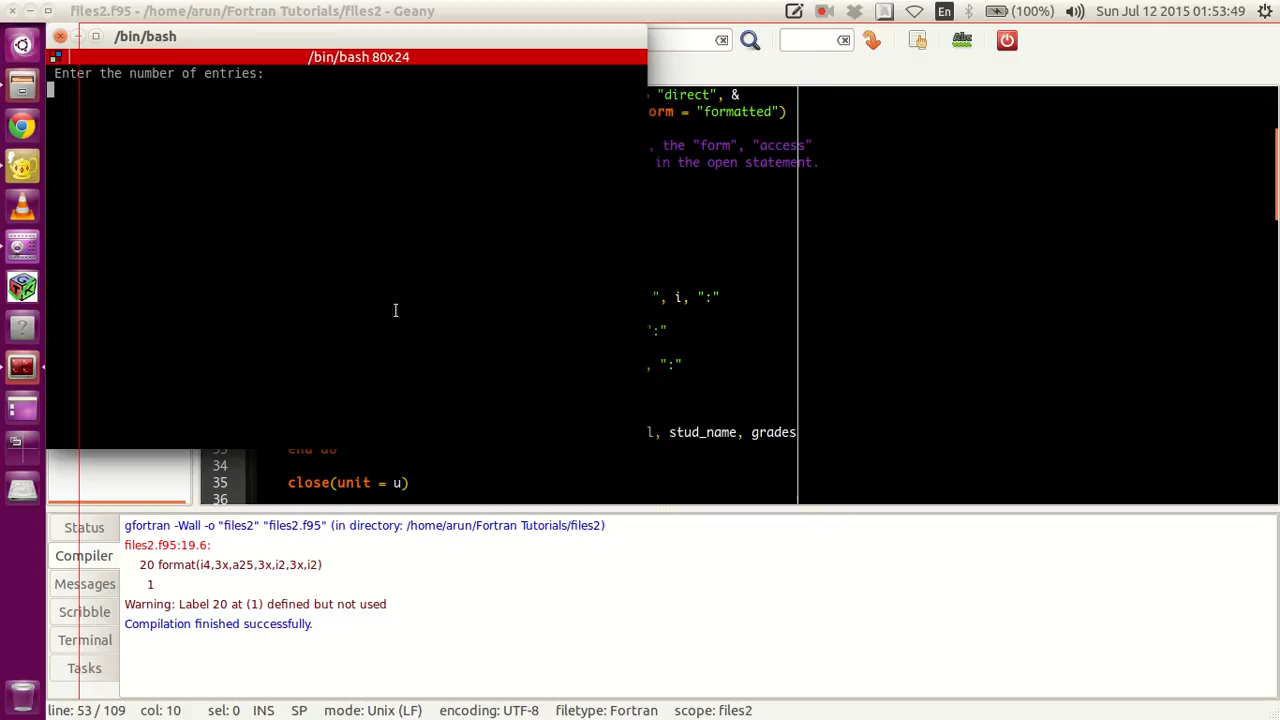 files2.f95 - /home/arun/Fortran Tutorials/files2 - Geany
En
(100%)
Sun Jul 12 2015 01:53:49
/bin/bash
/bin/bash 80x24
Enter the number of entries:
"direct", &
orm = "formatted")
, the "form", "access"
in the open statement.
", i, ":"
":"
, ":"
l, stud_name, grades
33 end do
34
35 close(unit = u)
36
Status
Compiler
Messages
Scribble
Terminal
Tasks
gfortran -Wall -o "files2" "files2.f95" (in directory: /home/arun/Fortran Tutorials/files2)
files2.f95:19.6:
20 format(i4,3x,a25,3x,i2,3x,i2)
1
Warning: Label 20 at (1) defined but not used
Compilation finished successfully.
line: 53 / 109 col: 10 sel: 0 INS SP mode: Unix (LF) encoding: UTF-8 filetype: Fortran scope: files2